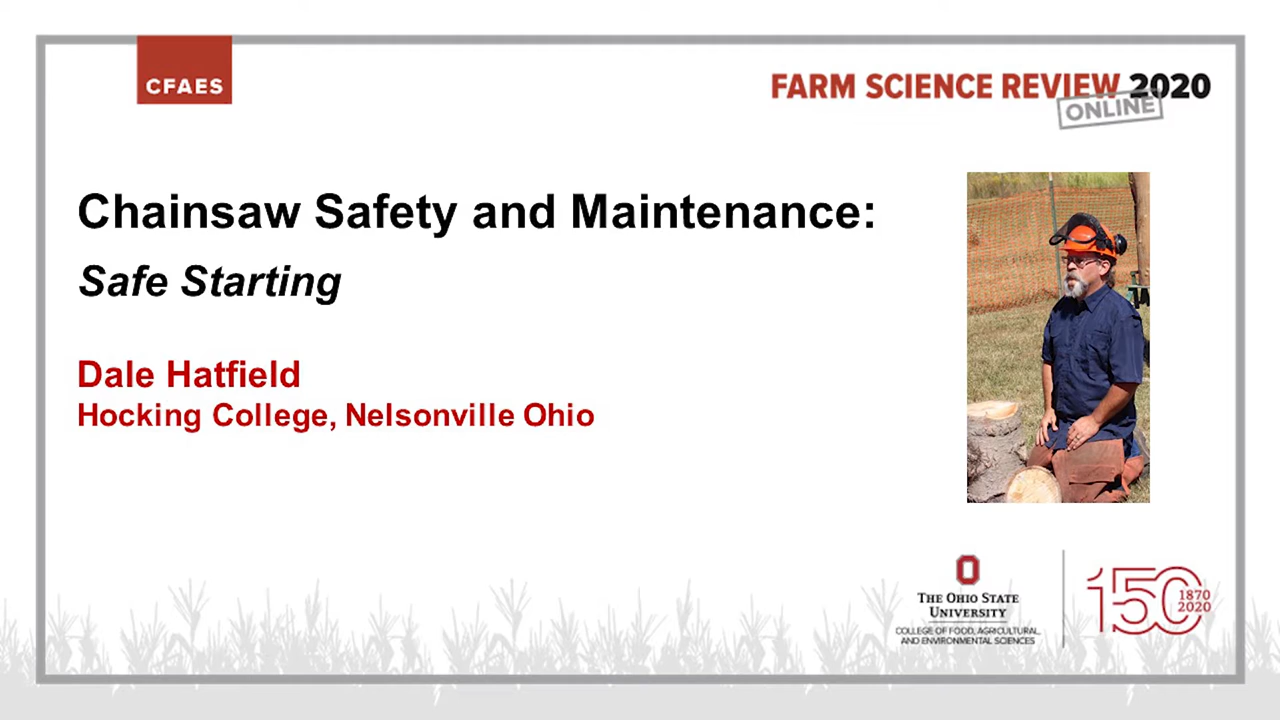 CFAES
FARM SCIENCE REVIEW 2020
ONLINE
Chainsaw Safety and Maintenance:
Safe Starting
Dale Hatfield
Hocking College, Nelsonville Ohio
THE OHIO STATE
UNIVERSITY
COLLEGE OF FOOD, AGRICULTURAL,
AND ENVIRONMENTAL SCIENCES
150
1870
2020